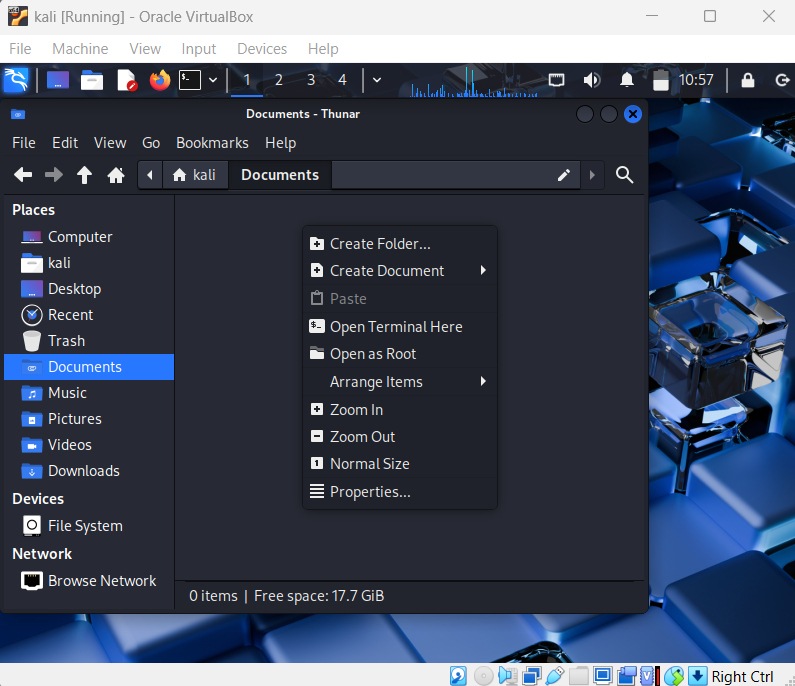 kali [Running] - Oracle VirtualBox
File Machine View Input Devices Help
1 2 3 4 10:57
Documents - Thunar
File Edit View Go Bookmarks Help
kali Documents
Places
Computer
kali
Desktop
Recent
Trash
Documents
Music
Pictures
Videos
Downloads
Devices
File System
Network
Browse Network
Create Folder...
Create Document
Paste
Open Terminal Here
Open as Root
Arrange Items
Zoom In
Zoom Out
Normal Size
Properties...
0 items | Free space: 17.7 GiB
Right Ctrl